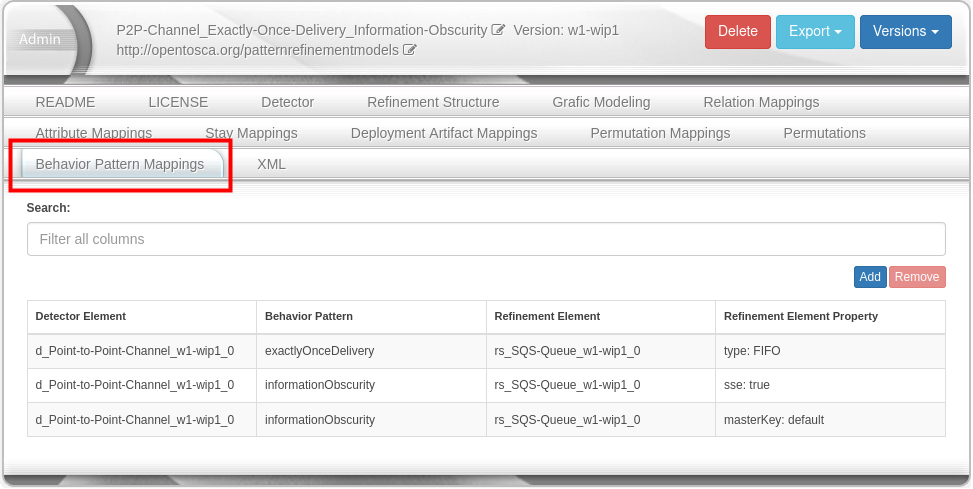 Admin
P2P-Channel_Exactly-Once-Delivery_Information-Obscurity Version: w1-wip1
http://opentosca.org/patternrefinementmodels
Delete Export Versions
README LICENSE Detector Refinement Structure Grafic Modeling Relation Mappings
Attribute Mappings Stay Mappings Deployment Artifact Mappings Permutation Mappings Permutations
Behavior Pattern Mappings XML
Search:
Filter all columns
Add Remove
Detector Element Behavior Pattern Refinement Element Refinement Element Property
d_Point-to-Point-Channel_w1-wip1_0 exactlyOnceDelivery rs_SQS-Queue_w1-wip1_0 type: FIFO
d_Point-to-Point-Channel_w1-wip1_0 informationObscurity rs_SQS-Queue_w1-wip1_0 sse: true
d_Point-to-Point-Channel_w1-wip1_0 informationObscurity rs_SQS-Queue_w1-wip1_0 masterKey: default